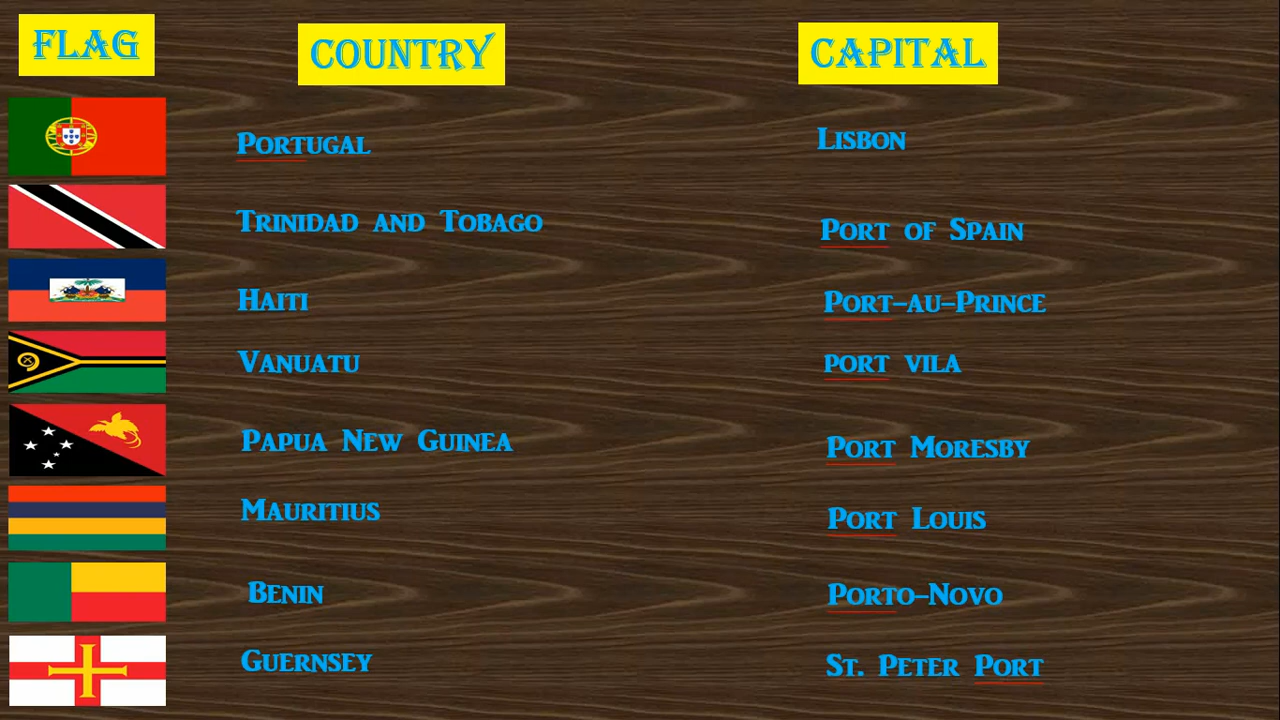 FLAG COUNTRY CAPITAL
Portugal Lisbon
Trinidad and Tobago Port of Spain
Haiti Port-au-Prince
Vanuatu port vila
Papua New Guinea Port Moresby
Mauritius Port Louis
Benin Porto-Novo
Guernsey St. Peter Port